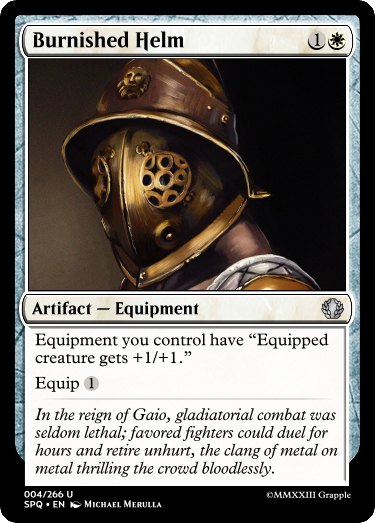 Burnished Helm 1
Artifact — Equipment
Equipment you control have “Equipped
creature gets +1/+1.”
Equip 1
In the reign of Gaio, gladiatorial combat was
seldom lethal; favored fighters could duel for
hours and retire unhurt, the clang of metal on
metal thrilling the crowd bloodlessly.
004/266 U
SPQ • EN Michael Merulla
©MMXXIII Grapple